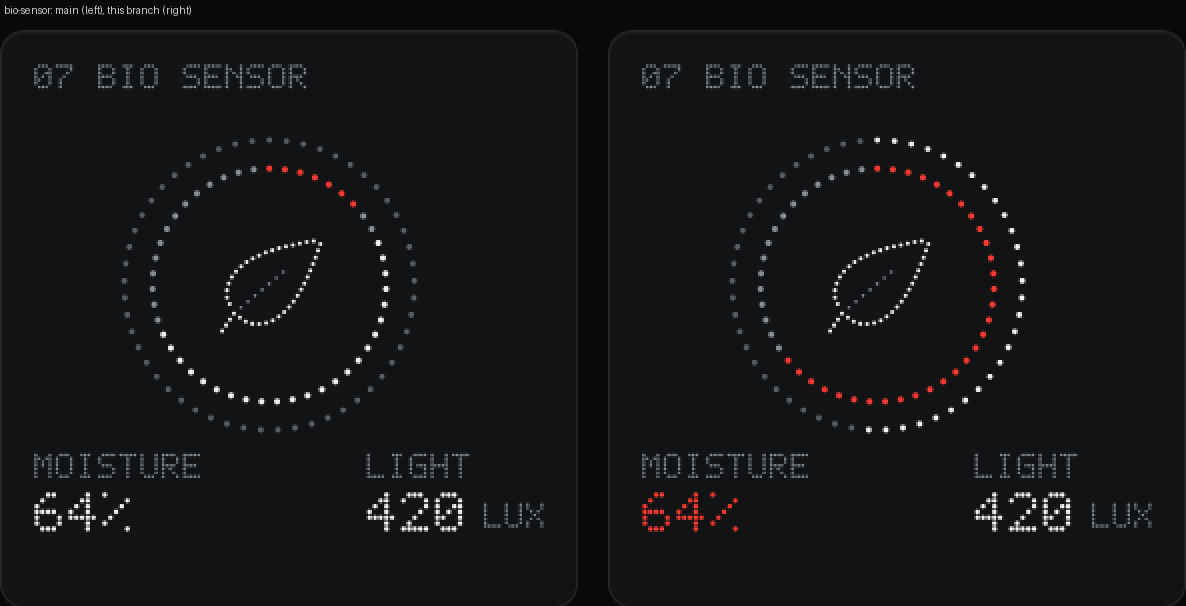 bio-sensor: main (left), this branch (right)
07 BIO SENSOR
MOISTURE LIGHT
64% 420 LUX
07 BIO SENSOR
MOISTURE LIGHT
64% 420 LUX